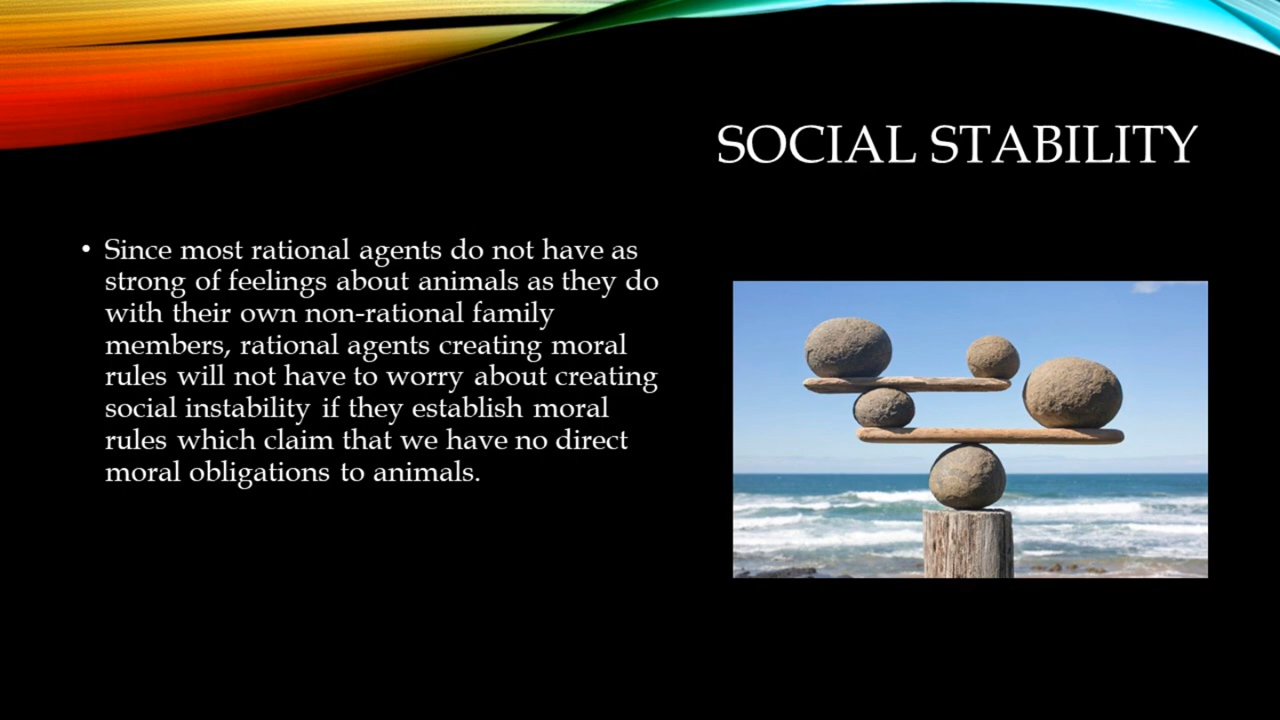 SOCIAL STABILITY
• Since most rational agents do not have as
strong of feelings about animals as they do
with their own non-rational family
members, rational agents creating moral
rules will not have to worry about creating
social instability if they establish moral
rules which claim that we have no direct
moral obligations to animals.